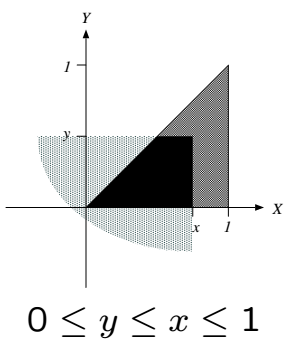 Y
1
y
x 1 X
0 ≤ y ≤ x ≤ 1